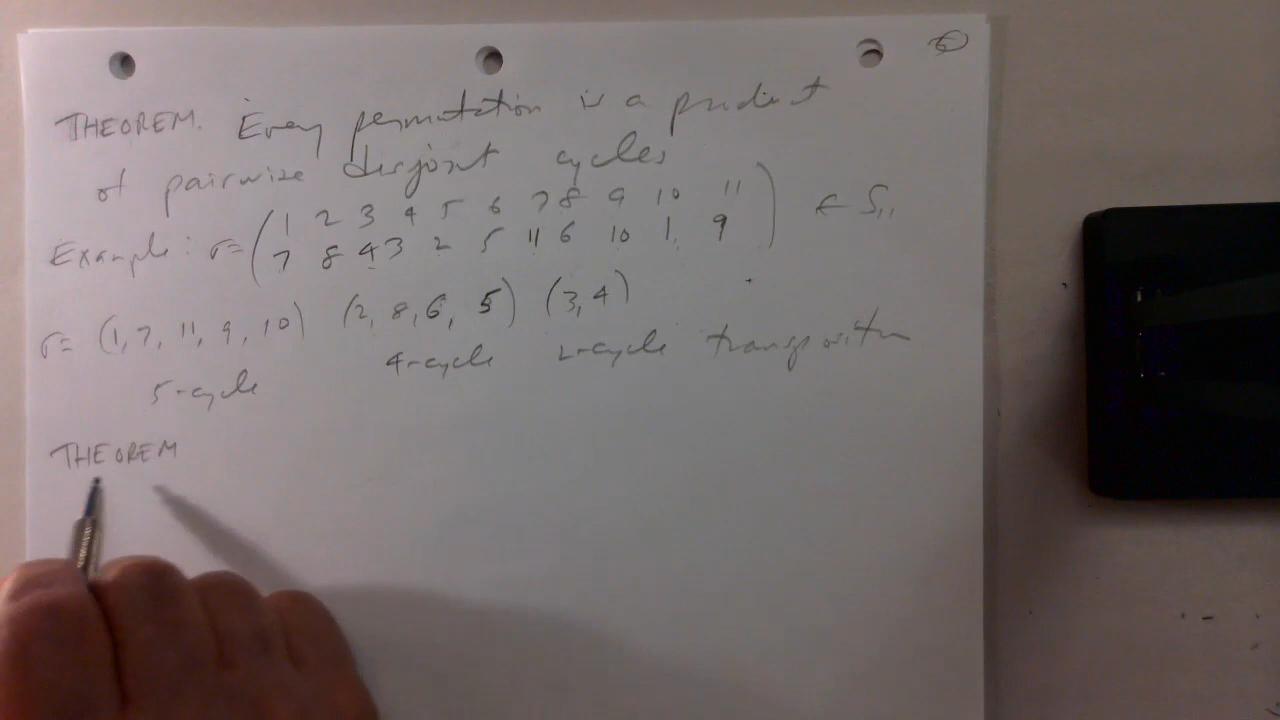 6
THEOREM. Every permutation is a product
of pairwise disjoint cycles
Example: σ= ( 1 2 3 4 5 6 7 8 9 10 11 ) ∈ S₁₁
7 8 4 3 2 5 11 6 10 1 9
σ= (1, 7, 11, 9, 10) (2, 8, 6, 5) (3, 4)
5-cycle 4-cycle 2-cycle transposition
THEOREM